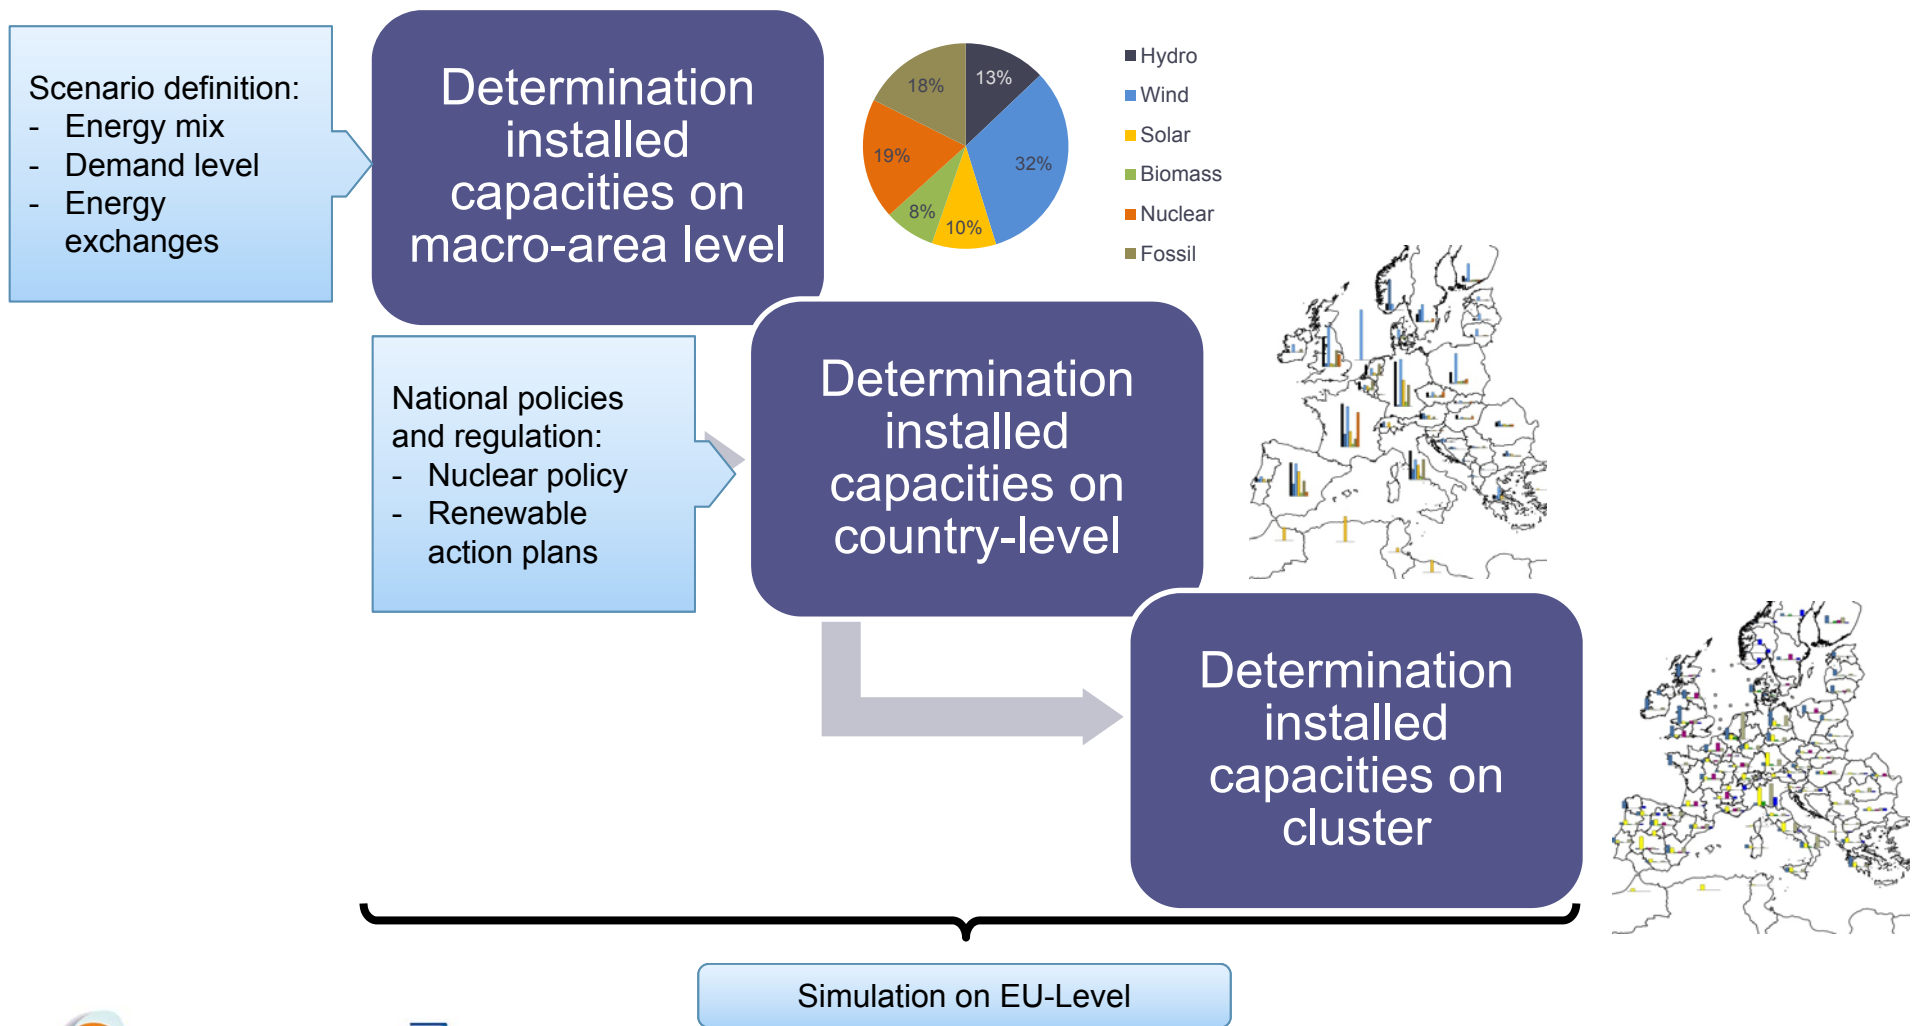 Scenario definition:
- Energy mix
- Demand level
- Energy
exchanges
Determination
installed
capacities on
macro-area level
18%
13%
19%
32%
8%
10%
Hydro
Wind
Solar
Biomass
Nuclear
Fossil
National policies
and regulation:
- Nuclear policy
- Renewable
action plans
Determination
installed
capacities on
country-level
Determination
installed
capacities on
cluster
Simulation on EU-Level